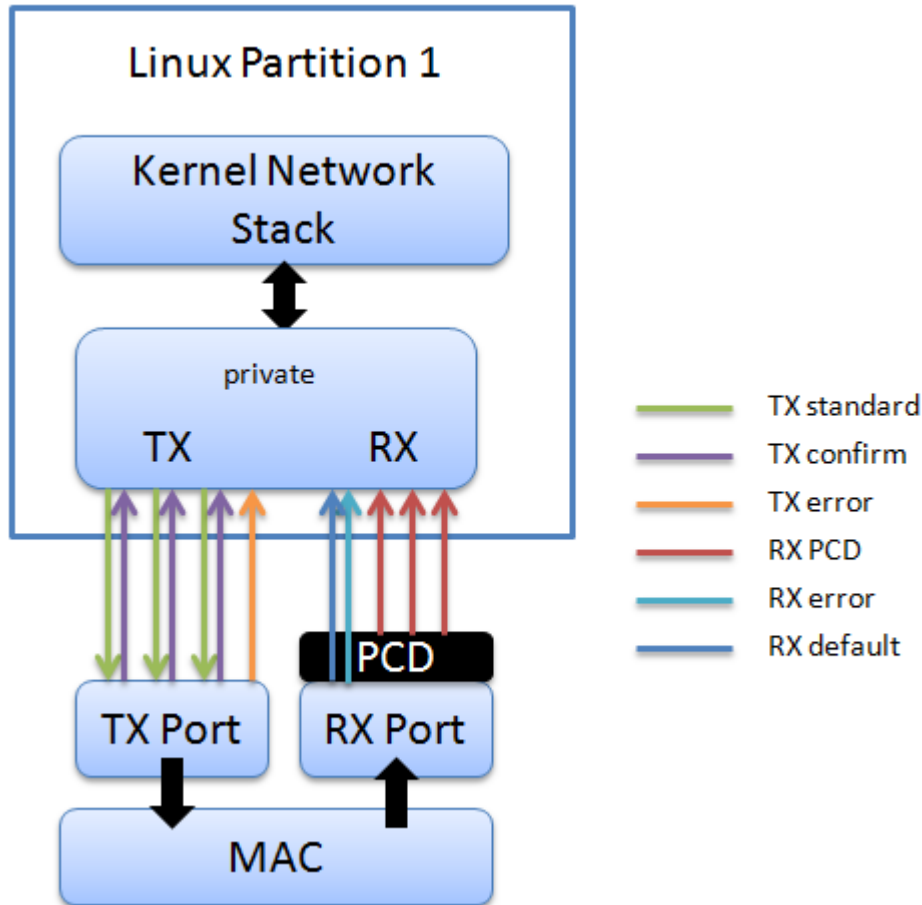 Linux Partition 1
Kernel Network
Stack
private
TX RX
TX standard
TX confirm
TX error
RX PCD
RX error
RX default
PCD
TX Port RX Port
MAC